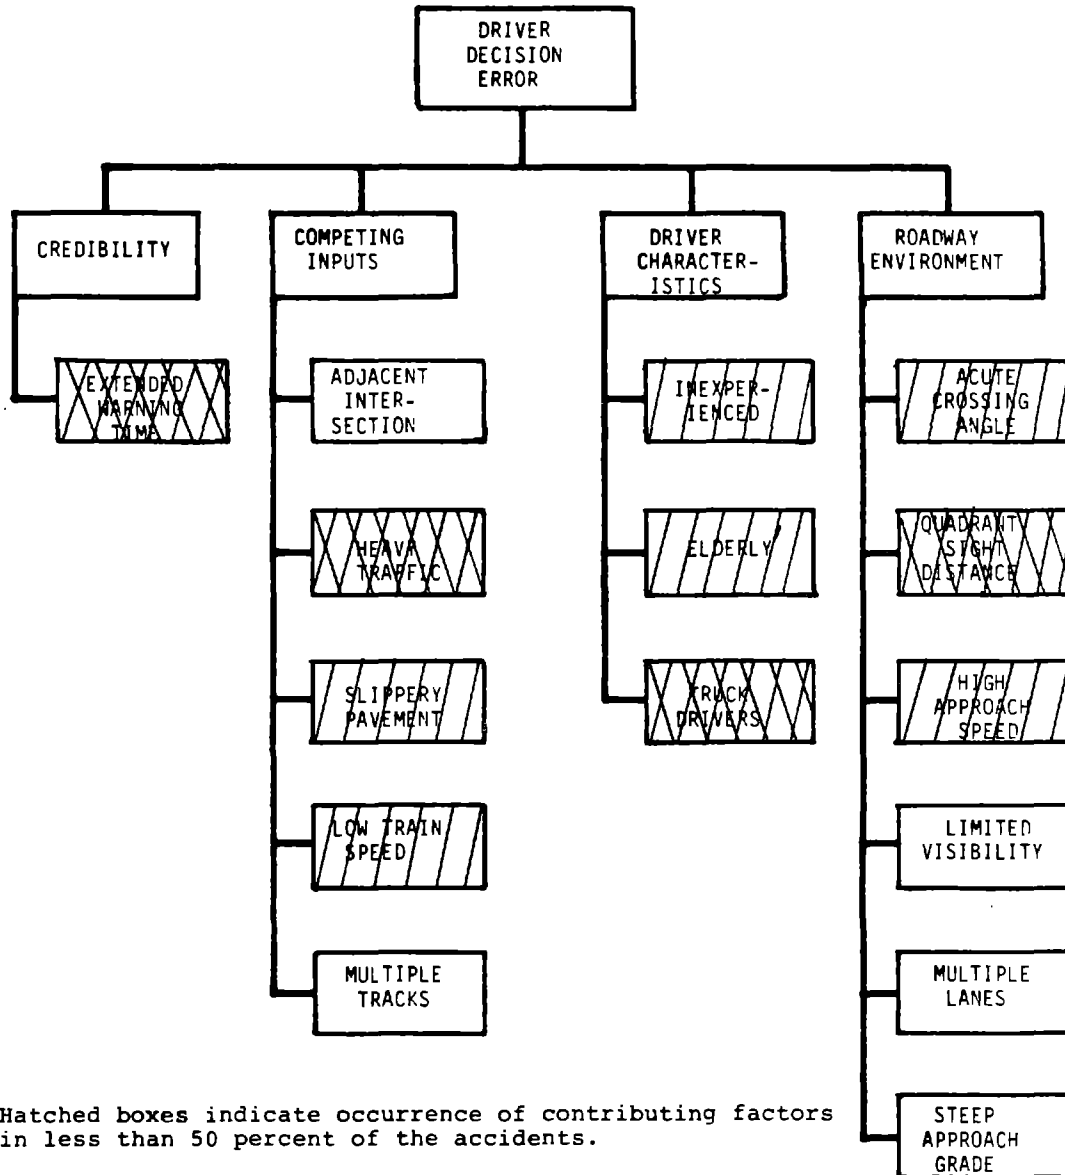 DRIVER
DECISION
ERROR
CREDIBILITY
COMPETING
INPUTS
DRIVER
CHARACTER-
ISTICS
ROADWAY
ENVIRONMENT
EXTENDED
WARNING
TIME
ADJACENT
INTER-
SECTION
INEXPER-
IENCED
ACUTE
CROSSING
ANGLE
HEAVY
TRAFFIC
ELDERLY
QUADRANT
SIGHT
DISTANCE
SLIPPERY
PAVEMENT
TRUCK
DRIVERS
HIGH
APPROACH
SPEED
LOW TRAIN
SPEED
LIMITED
VISIBILITY
MULTIPLE
TRACKS
MULTIPLE
LANES
STEEP
APPROACH
GRADE
Hatched boxes indicate occurrence of contributing factors
in less than 50 percent of the accidents.